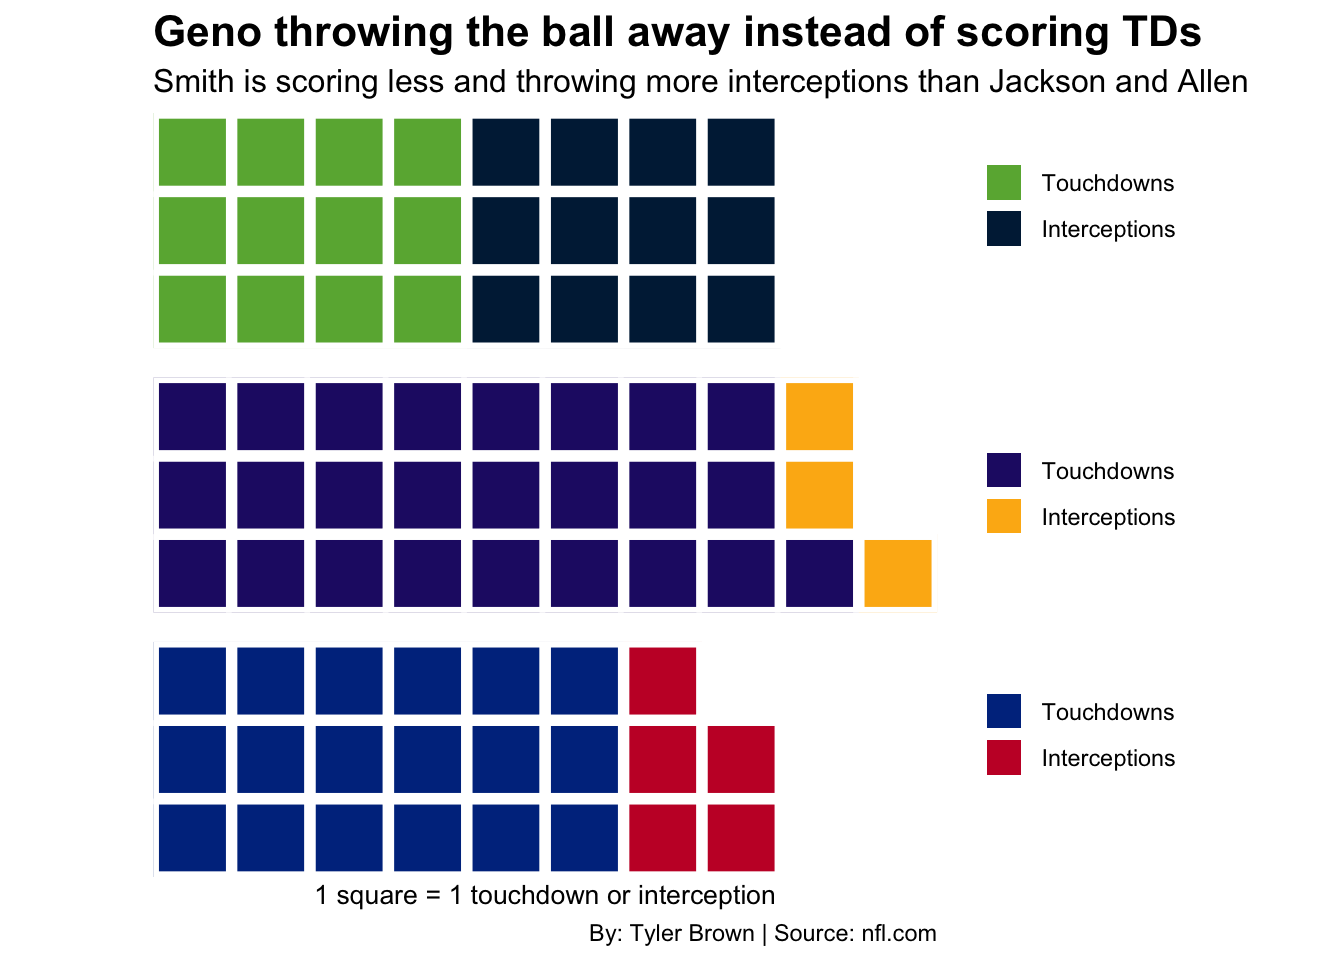 Geno throwing the ball away instead of scoring TDs
Smith is scoring less and throwing more interceptions than Jackson and Allen
Touchdowns
Interceptions
Touchdowns
Interceptions
Touchdowns
Interceptions
1 square = 1 touchdown or interception
By: Tyler Brown | Source: nfl.com